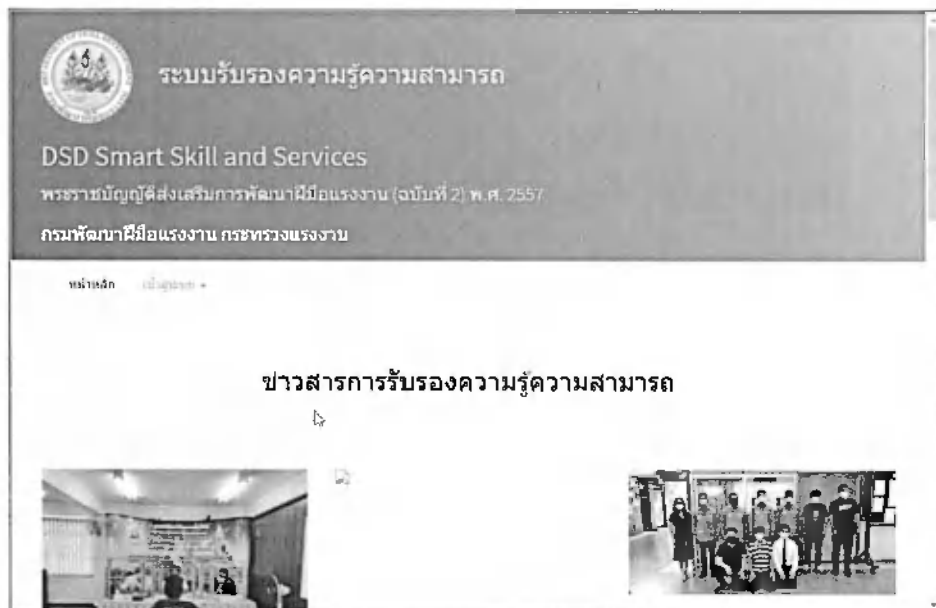 ระบบรับรองความรู้ความสามารถ
DSD Smart Skill and Services
พระราชบัญญัติส่งเสริมการพัฒนาฝีมือแรงงาน (ฉบับที่ 2) พ.ศ. 2557
กรมพัฒนาฝีมือแรงงาน กระทรวงแรงงาน
หน้าหลัก
ข่าวสารการรับรองความรู้ความสามารถ